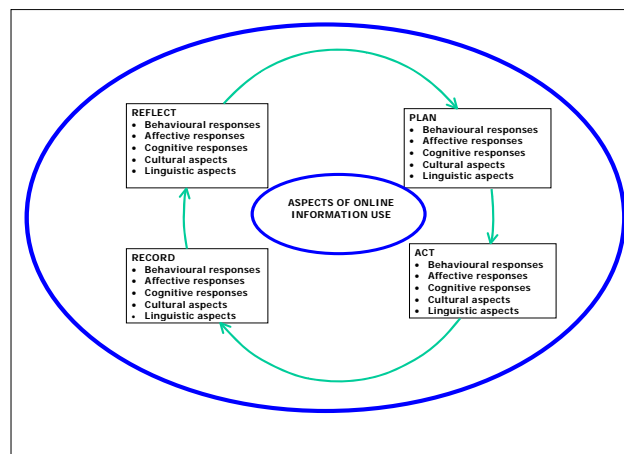 REFLECT
• Behavioural responses
• Affective responses
• Cognitive responses
• Cultural aspects
• Linguistic aspects
PLAN
• Behavioural responses
• Affective responses
• Cognitive responses
• Cultural aspects
• Linguistic aspects
ASPECTS OF ONLINE
INFORMATION USE
RECORD
• Behavioural responses
• Affective responses
• Cognitive responses
• Cultural aspects
• Linguistic aspects
ACT
• Behavioural responses
• Affective responses
• Cognitive responses
• Cultural aspects
• Linguistic aspects